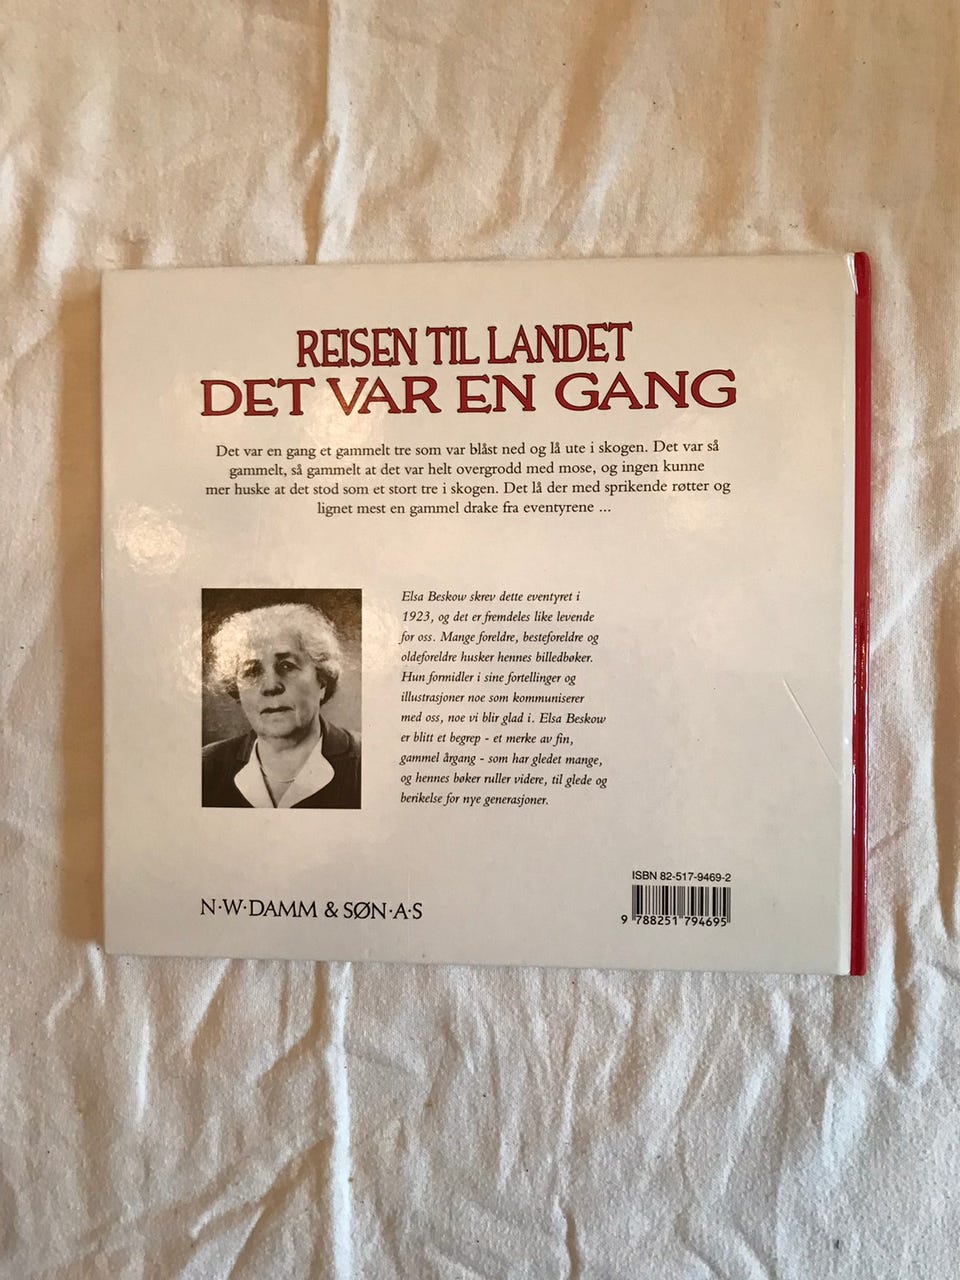 REISEN TIL LANDET
DET VAR EN GANG
Det var en gang et gammelt tre som var blåst ned og lå ute i skogen. Det var så
gammelt, så gammelt at det var helt overgrodd med mose, og ingen kunne
mer huske at det stod som et stort tre i skogen. Det lå der med sprikende røtter og
lignet mest en gammel drake fra eventyrene ...
Elsa Beskow skrev dette eventyret i
1923, og det er fremdeles like levende
for oss. Mange foreldre, besteforeldre og
oldeforeldre husker hennes billedbøker.
Hun formidler i sine fortellinger og
illustrasjoner noe som kommuniserer
med oss, noe vi blir glad i. Elsa Beskow
er blitt et begrep - et merke av fin,
gammel årgang - som har gledet mange,
og hennes bøker ruller videre, til glede og
berikelse for nye generasjoner.
N·W·DAMM & SØN·A·S
ISBN 82-517-9469-2
9 788251 794695